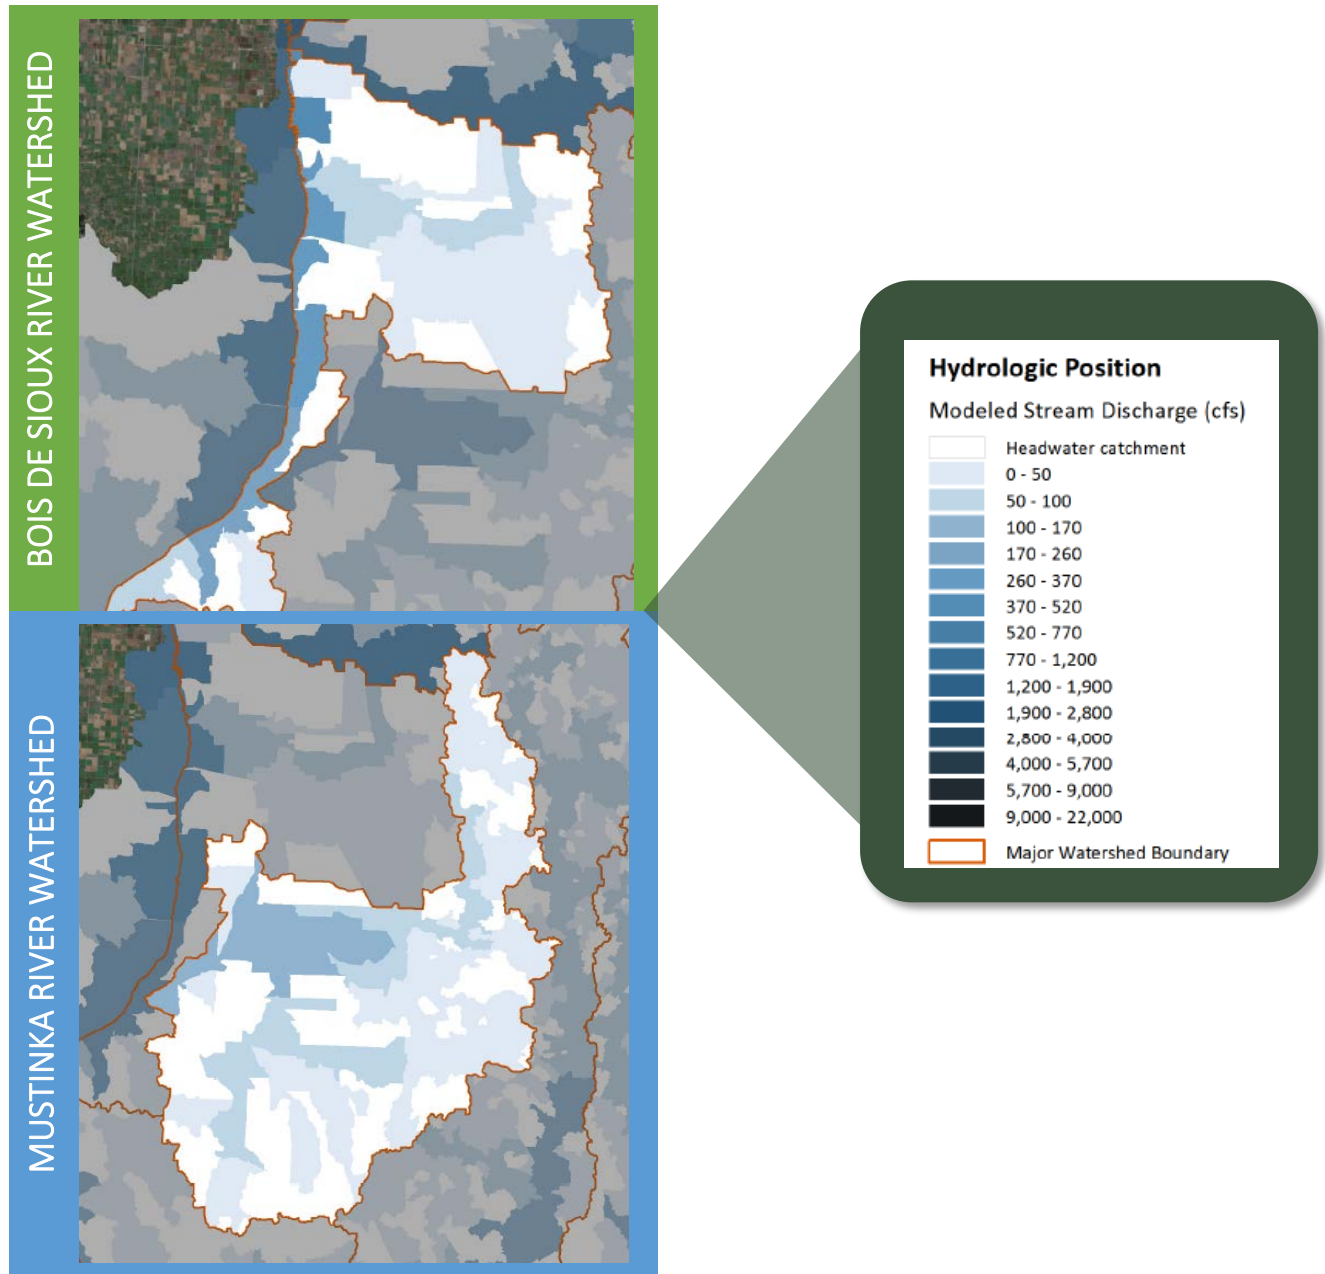 BOIS DE SIOUX RIVER WATERSHED
MUSTINKA RIVER WATERSHED
Hydrologic Position
Modeled Stream Discharge (cfs)
Headwater catchment
0 - 50
50 - 100
100 - 170
170 - 260
260 - 370
370 - 520
520 - 770
770 - 1,200
1,200 - 1,900
1,900 - 2,800
2,800 - 4,000
4,000 - 5,700
5,700 - 9,000
9,000 - 22,000
Major Watershed Boundary